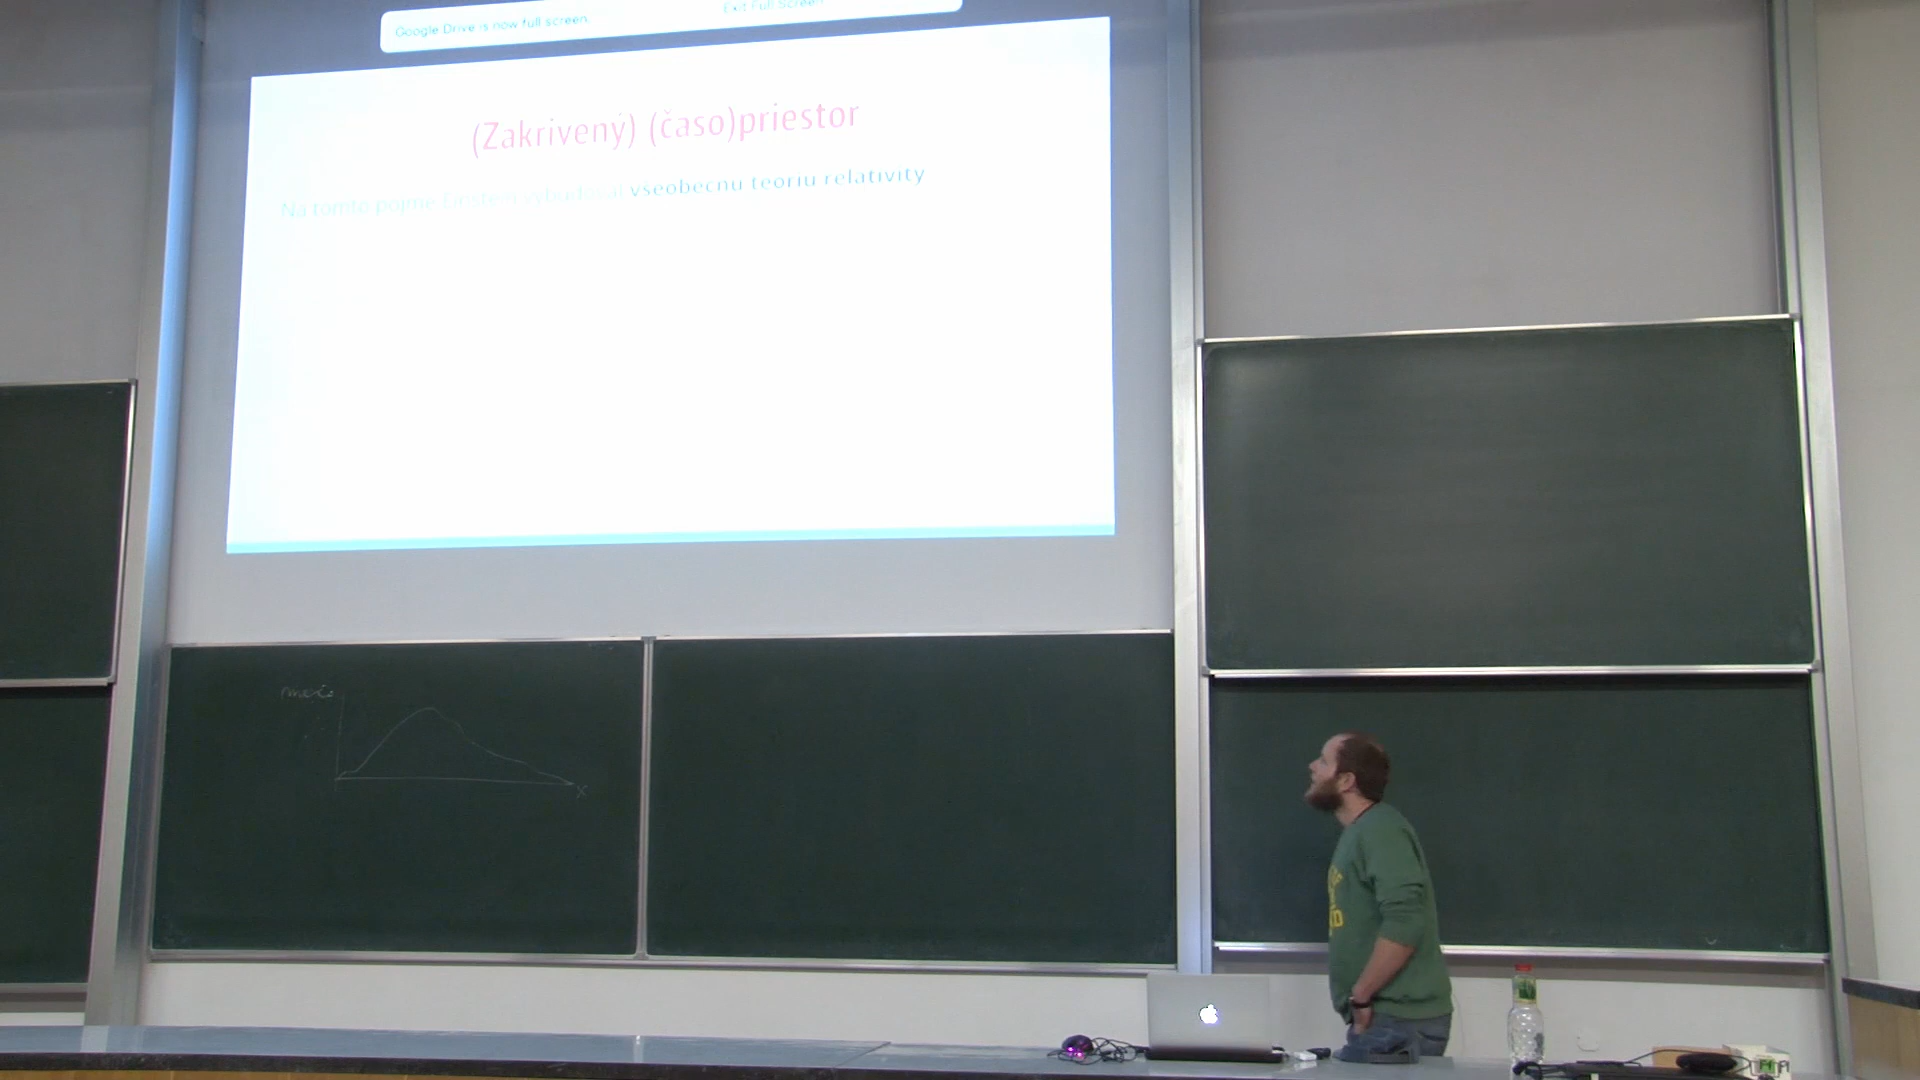 Google Drive is now full screen.
Exit Full Screen
(Zakrivený) (časo)priestor
Na tomto pojme Einstein vybudoval všeobecnú teóriu relativity
x